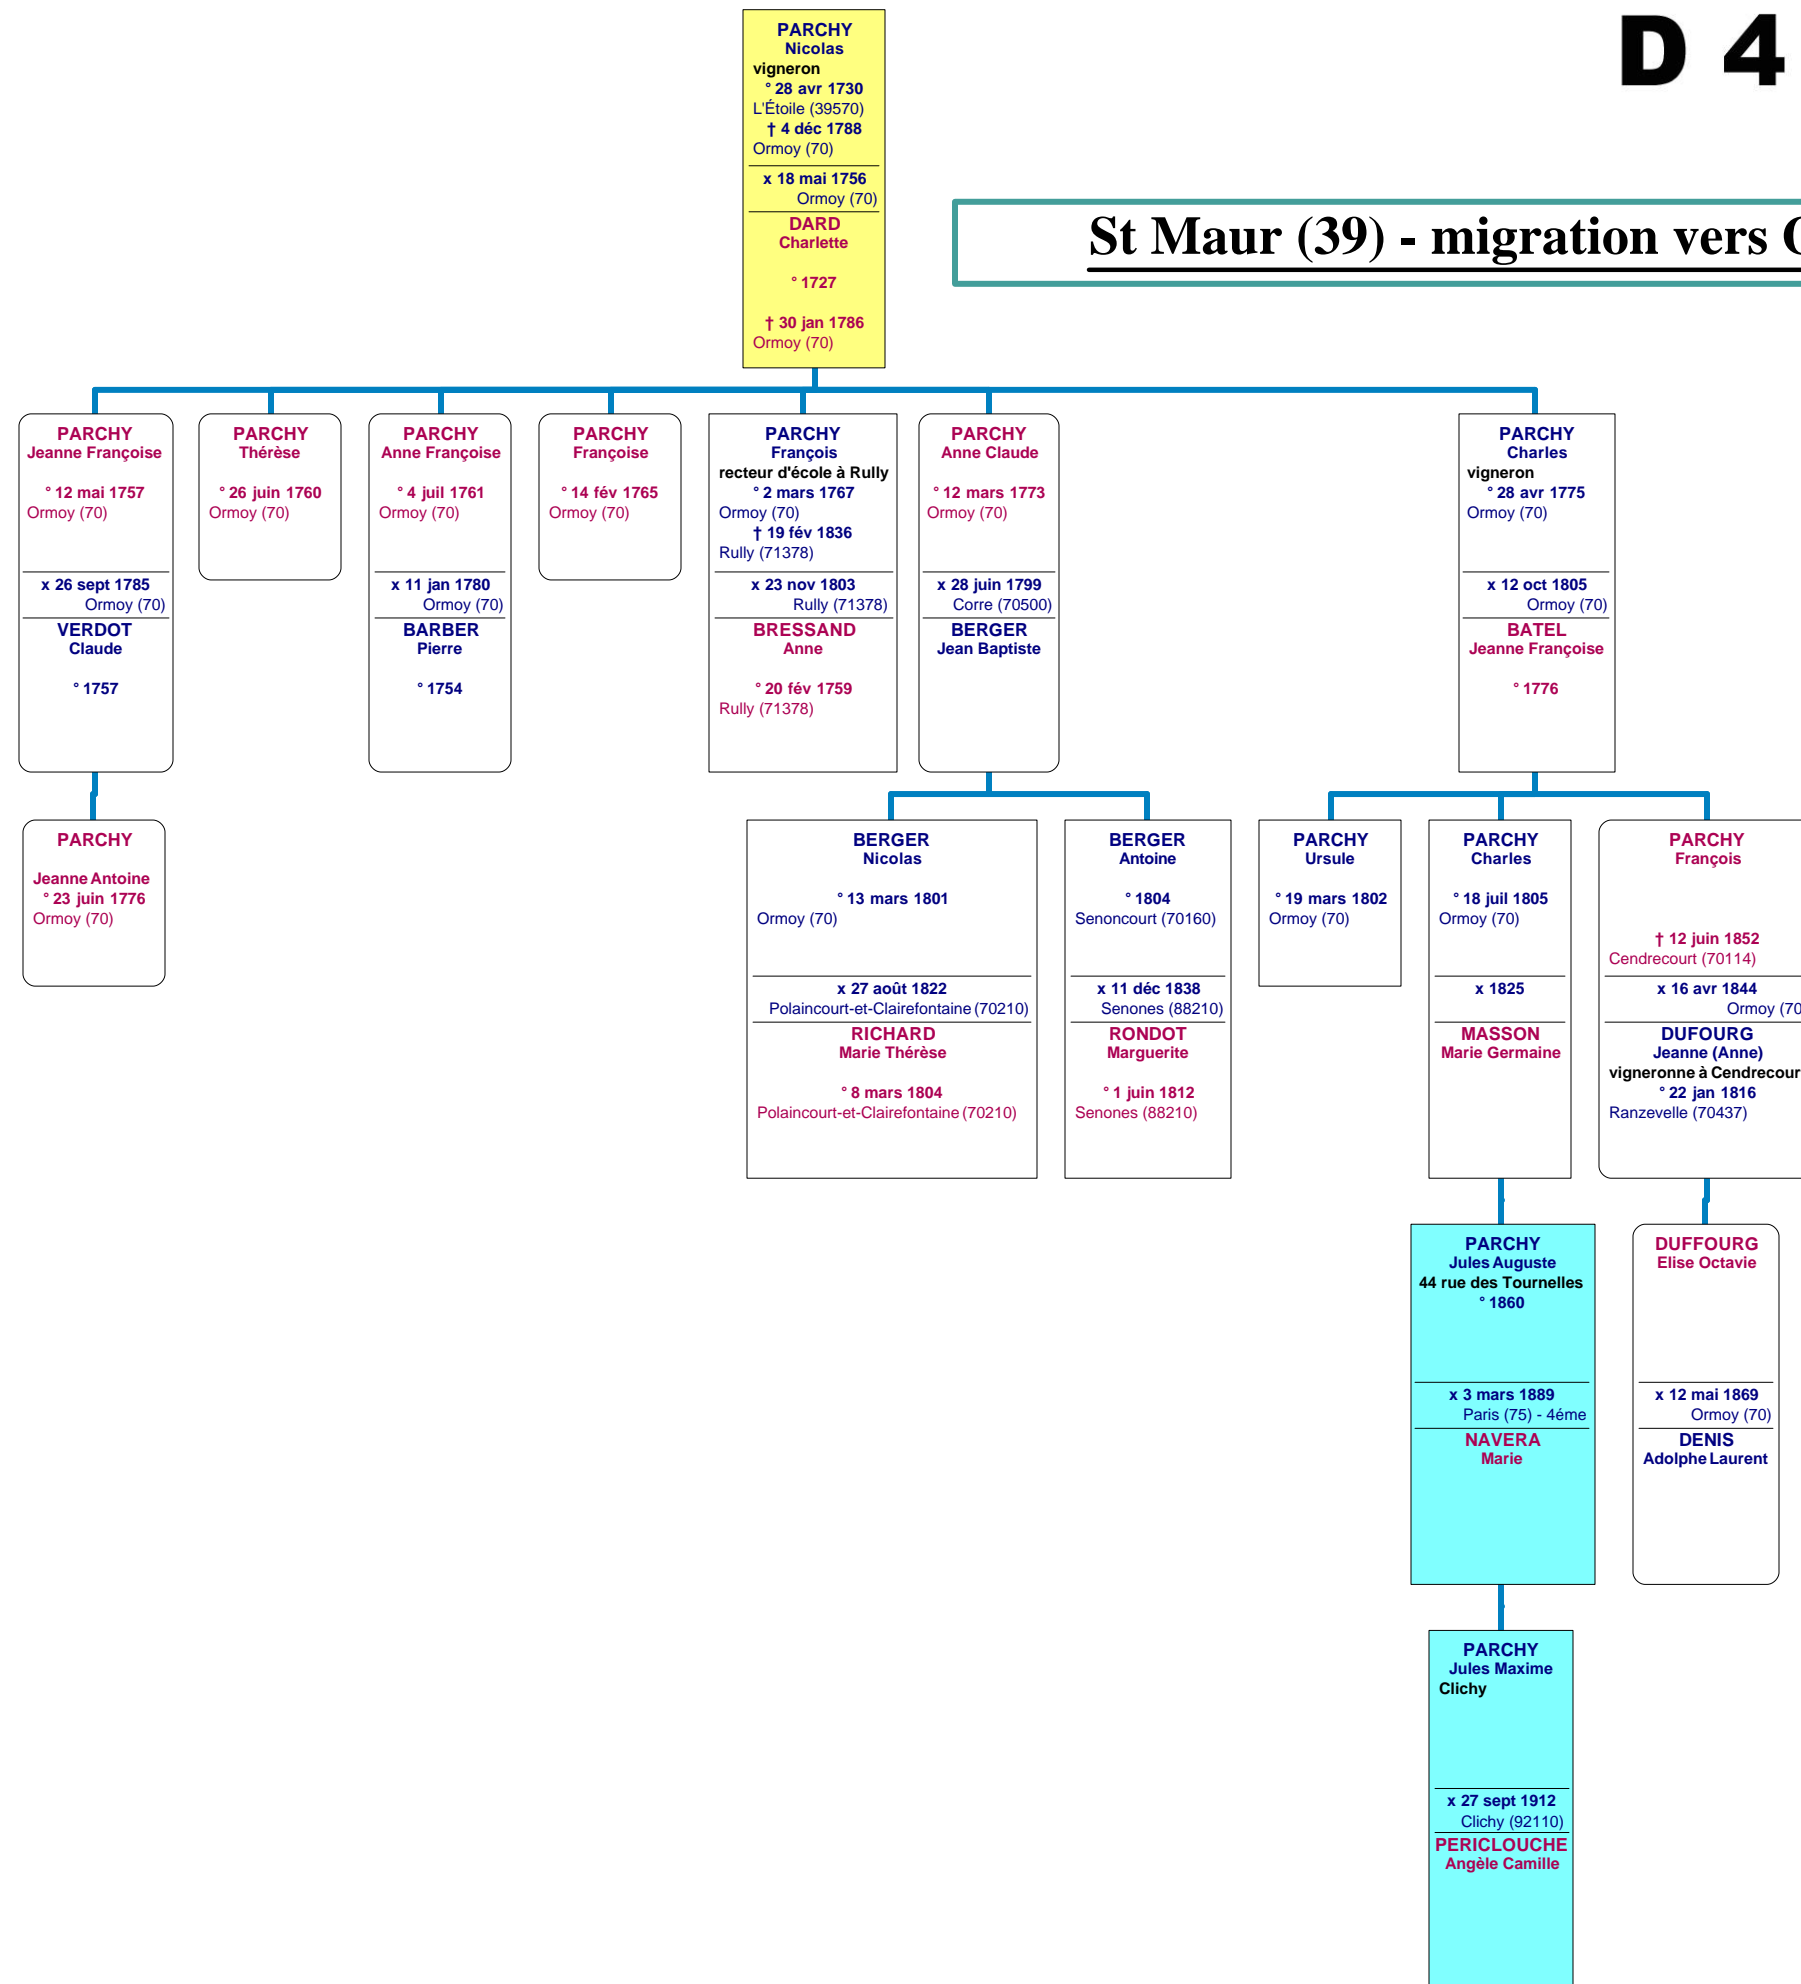 D 4
PARCHY
Nicolas
vigneron
° 28 avr 1730
L'Étoile (39570)
† 4 déc 1788
Ormoy (70)
x 18 mai 1756
Ormoy (70)
DARD
Charlette
° 1727
† 30 jan 1786
Ormoy (70)
St Maur (39) - migration vers
PARCHY
Jeanne Françoise
° 12 mai 1757
Ormoy (70)
x 26 sept 1785
Ormoy (70)
VERDOT
Claude
° 1757
PARCHY
Thérèse
° 26 juin 1760
Ormoy (70)
PARCHY
Anne Françoise
° 4 juil 1761
Ormoy (70)
x 11 jan 1780
Ormoy (70)
BARBER
Pierre
° 1754
PARCHY
Françoise
° 14 fév 1765
Ormoy (70)
PARCHY
François
recteur d'école à Rully
° 2 mars 1767
Ormoy (70)
† 19 fév 1836
Rully (71378)
x 23 nov 1803
Rully (71378)
BRESSAND
Anne
° 20 fév 1759
Rully (71378)
PARCHY
Anne Claude
° 12 mars 1773
Ormoy (70)
x 28 juin 1799
Corre (70500)
BERGER
Jean Baptiste
PARCHY
Charles
vigneron
° 28 avr 1775
Ormoy (70)
x 12 oct 1805
Ormoy (70)
BATEL
Jeanne Françoise
° 1776
PARCHY
Jeanne Antoine
° 23 juin 1776
Ormoy (70)
BERGER
Nicolas
° 13 mars 1801
Ormoy (70)
x 27 août 1822
Polaincourt-et-Clairefontaine (70210)
RICHARD
Marie Thérèse
° 8 mars 1804
Polaincourt-et-Clairefontaine (70210)
BERGER
Antoine
° 1804
Senoncourt (70160)
x 11 déc 1838
Senones (88210)
RONDOT
Marguerite
° 1 juin 1812
Senones (88210)
PARCHY
Ursule
° 19 mars 1802
Ormoy (70)
PARCHY
Charles
° 18 juil 1805
Ormoy (70)
x 1825
MASSON
Marie Germaine
PARCHY
François
† 12 juin 1852
Cendrecourt (70114)
x 16 avr 1844
Ormoy (70
DUFOURG
Jeanne (Anne)
vigneronne à Cendrecour
° 22 jan 1816
Ranzevelle (70437)
PARCHY
Jules Auguste
44 rue des Tournelles
° 1860
x 3 mars 1889
Paris (75) - 4éme
NAVERA
Marie
DUFFOURG
Elise Octavie
x 12 mai 1869
Ormoy (70)
DENIS
Adolphe Laurent
PARCHY
Jules Maxime
Clichy
x 27 sept 1912
Clichy (92110)
PERICLOUCHE
Angèle Camille